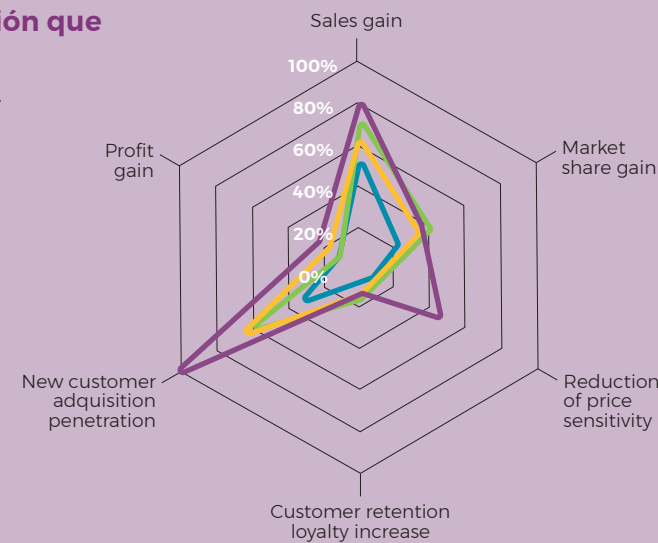 ión que
Sales gain
100%
80%
60%
40%
20%
0%
Market
share gain
Reduction
of price
sensitivity
Customer retention
loyalty increase
New customer
adquisition
penetration
Profit
gain